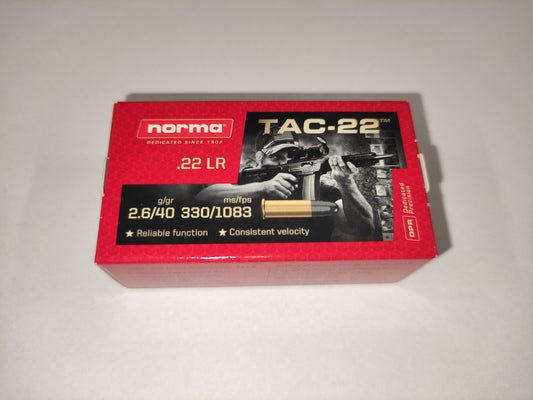 norma
DEDICATED SINCE 1902
.22 LR
TAC-22™
g/gr ms/fps
2.6/40 330/1083
★ Reliable function ★ Consistent velocity
DPR Dedicated
Precision